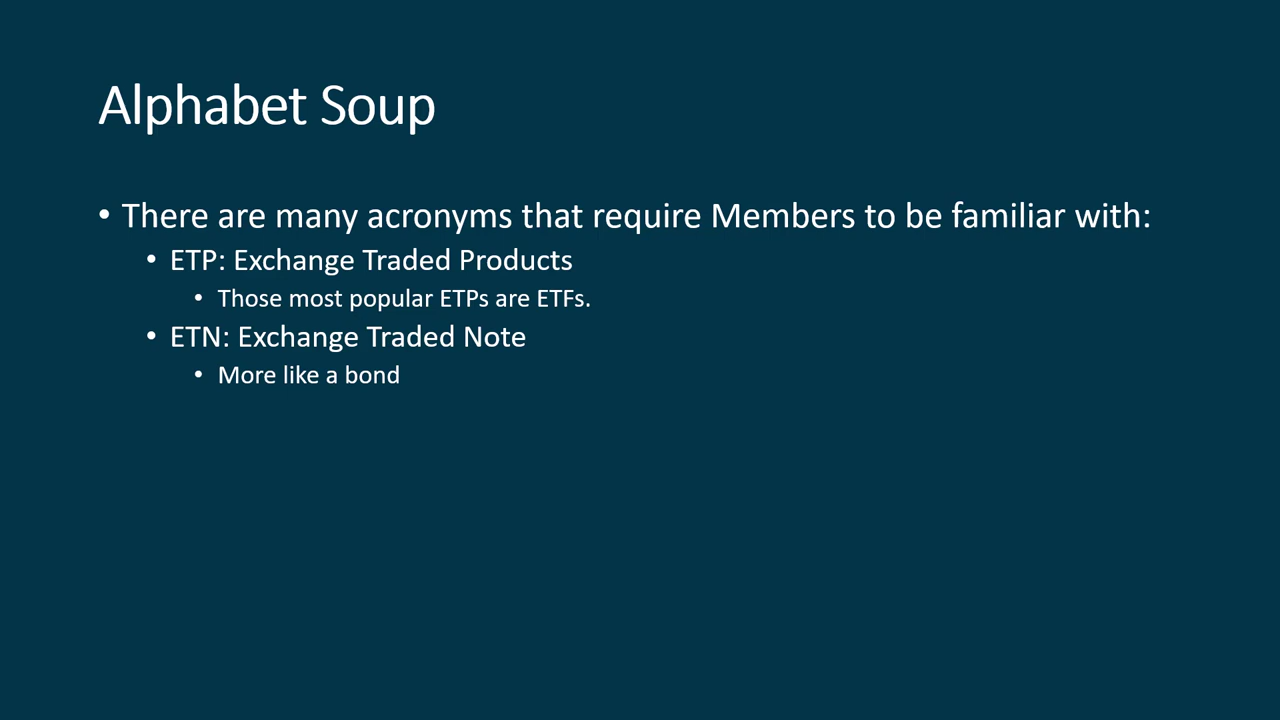 Alphabet Soup
• There are many acronyms that require Members to be familiar with:
• ETP: Exchange Traded Products
• Those most popular ETPs are ETFs.
• ETN: Exchange Traded Note
• More like a bond